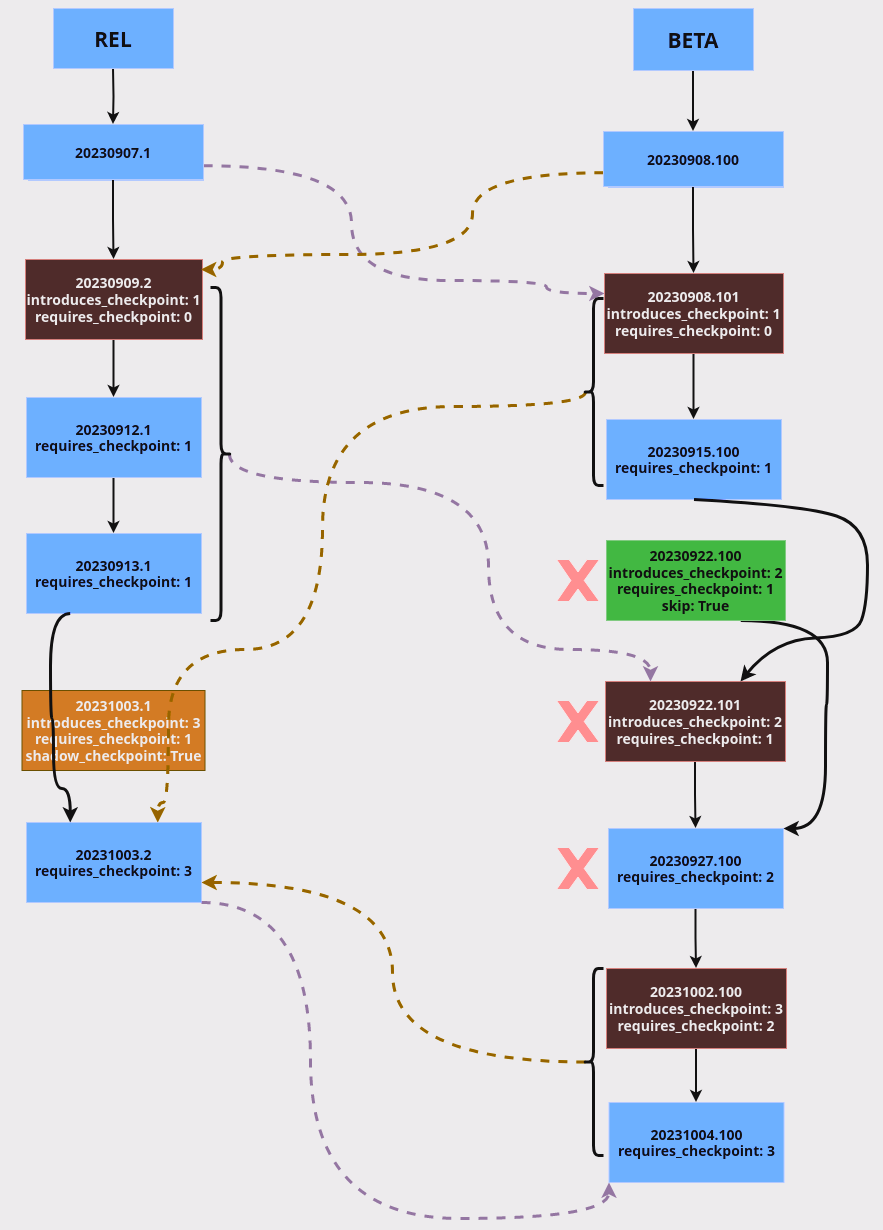 REL
BETA
20230907.1
20230908.100
20230909.2
introduces_checkpoint: 1
requires_checkpoint: 0
20230908.101
introduces_checkpoint: 1
requires_checkpoint: 0
20230912.1
requires_checkpoint: 1
20230915.100
requires_checkpoint: 1
20230913.1
requires_checkpoint: 1
X
20230922.100
introduces_checkpoint: 2
requires_checkpoint: 1
skip: True
20231003.1
introduces_checkpoint: 3
requires_checkpoint: 1
shadow_checkpoint: True
X
20230922.101
introduces_checkpoint: 2
requires_checkpoint: 1
20231003.2
requires_checkpoint: 3
X
20230927.100
requires_checkpoint: 2
20231002.100
introduces_checkpoint: 3
requires_checkpoint: 2
20231004.100
requires_checkpoint: 3